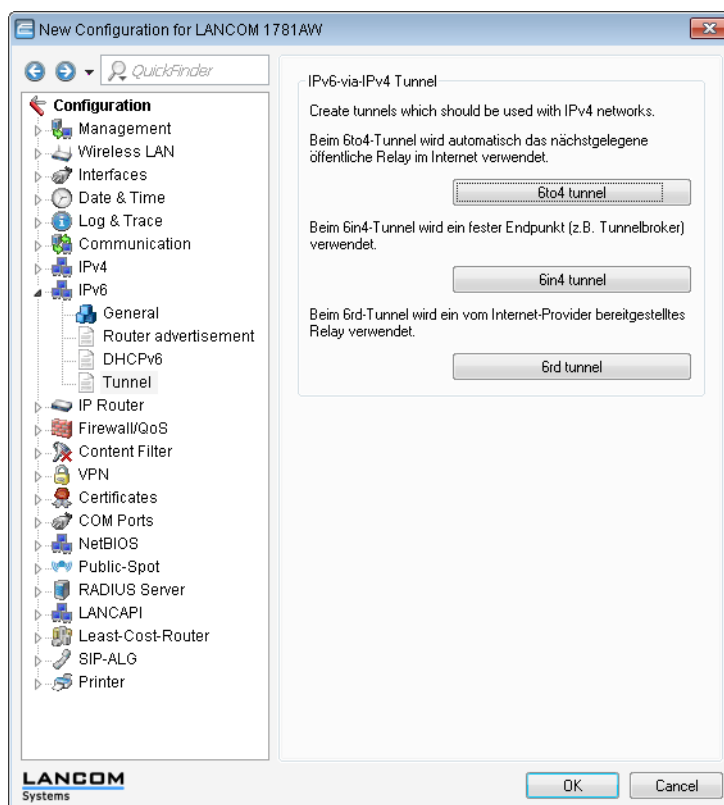 New Configuration for LANCOM 1781AW
QuickFinder
Configuration
Management
Wireless LAN
Interfaces
Date & Time
Log & Trace
Communication
IPv4
IPv6
General
Router advertisement
DHCPv6
Tunnel
IP Router
Firewall/QoS
Content Filter
VPN
Certificates
COM Ports
NetBIOS
Public-Spot
RADIUS Server
LANCAPI
Least-Cost-Router
SIP-ALG
Printer
IPv6-via-IPv4 Tunnel
Create tunnels which should be used with IPv4 networks.
Beim 6to4-Tunnel wird automatisch das nächstgelegene
öffentliche Relay im Internet verwendet.
6to4 tunnel
Beim 6in4-Tunnel wird ein fester Endpunkt (z.B. Tunnelbroker)
verwendet.
6in4 tunnel
Beim 6rd-Tunnel wird ein vom Internet-Provider bereitgestelltes
Relay verwendet.
6rd tunnel
LANCOM
Systems
OK
Cancel